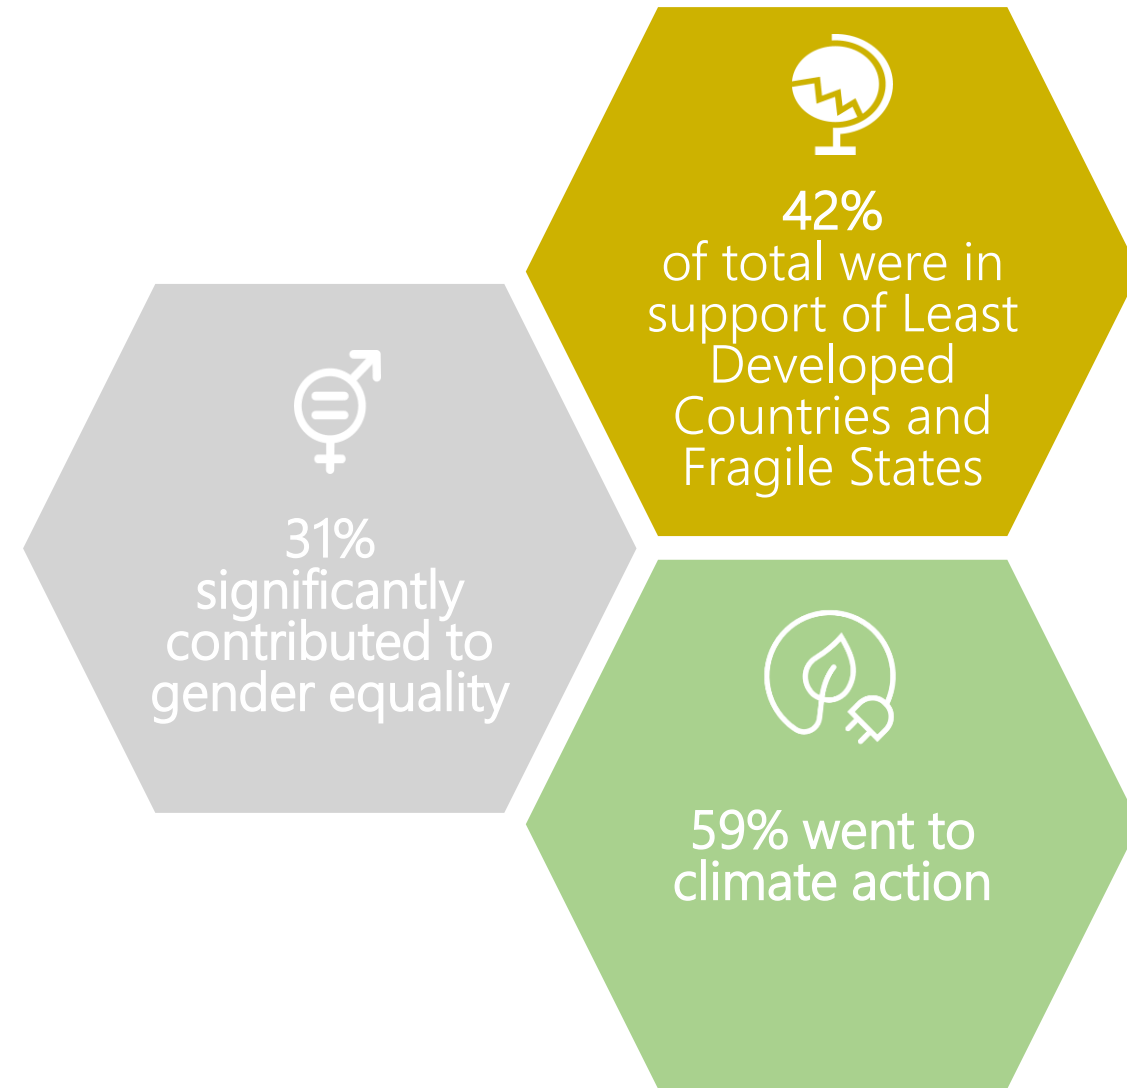 42%
of total were in
support of Least
Developed
Countries and
Fragile States
31%
significantly
contributed to
gender equality
59% went to
climate action